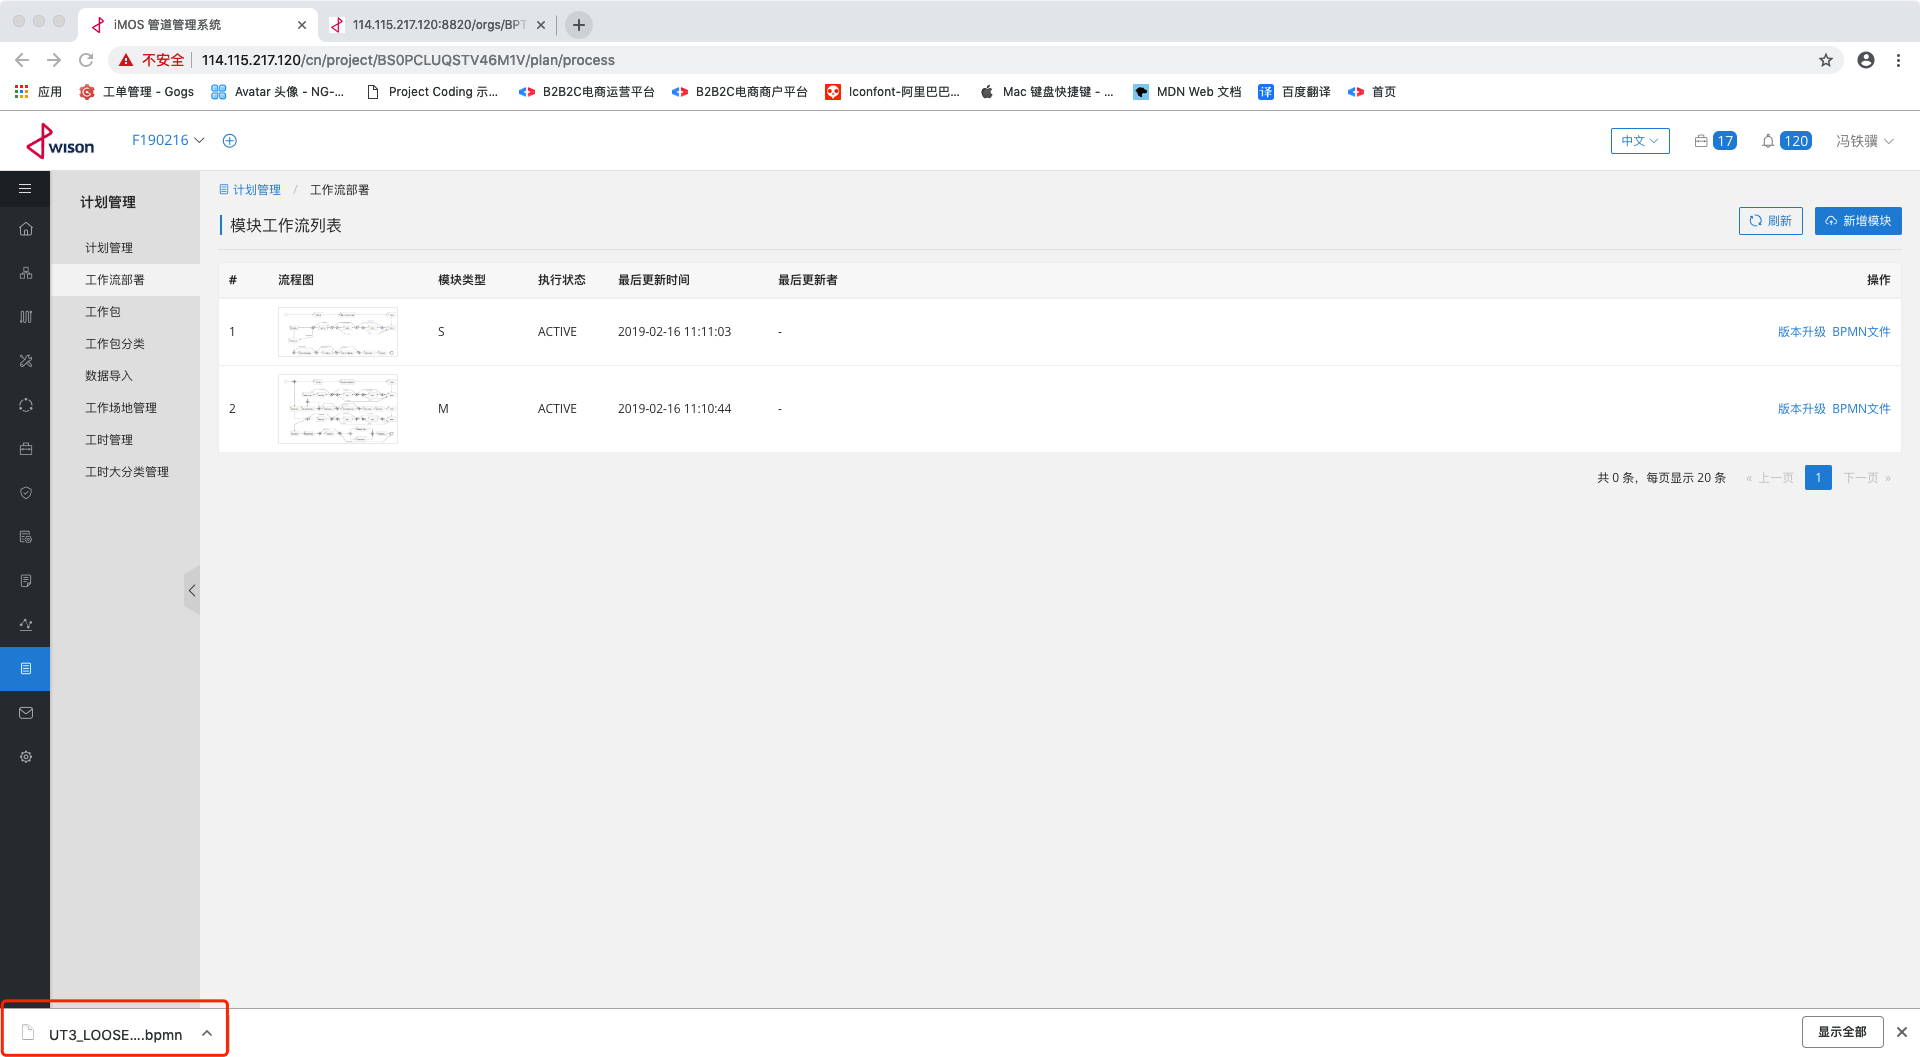 iMOS 管道管理系统
114.115.217.120:8820/orgs/BPT
不安全 114.115.217.120/cn/project/BS0PCLUQSTV46M1V/plan/process
应用 工单管理 - Gogs Avatar 头像 - NG-... Project Coding 示... B2B2C电商运营平台 B2B2C电商商户平台 Iconfont-阿里巴巴... Mac 键盘快捷键 - ... MDN Web 文档 译 百度翻译 首页
wison F190216 中文 17 120 冯铁骥
计划管理
计划管理
工作流部署
工作包
工作包分类
数据导入
工作场地管理
工时管理
工时大分类管理
计划管理 / 工作流部署
模块工作流列表 刷新 新增模块
# 流程图 模块类型 执行状态 最后更新时间 最后更新者 操作
1 S ACTIVE 2019-02-16 11:11:03 - 版本升级 BPMN文件
2 M ACTIVE 2019-02-16 11:10:44 - 版本升级 BPMN文件
共 0 条，每页显示 20 条 « 上一页 1 下一页 »
UT3_LOOSE....bpmn 显示全部